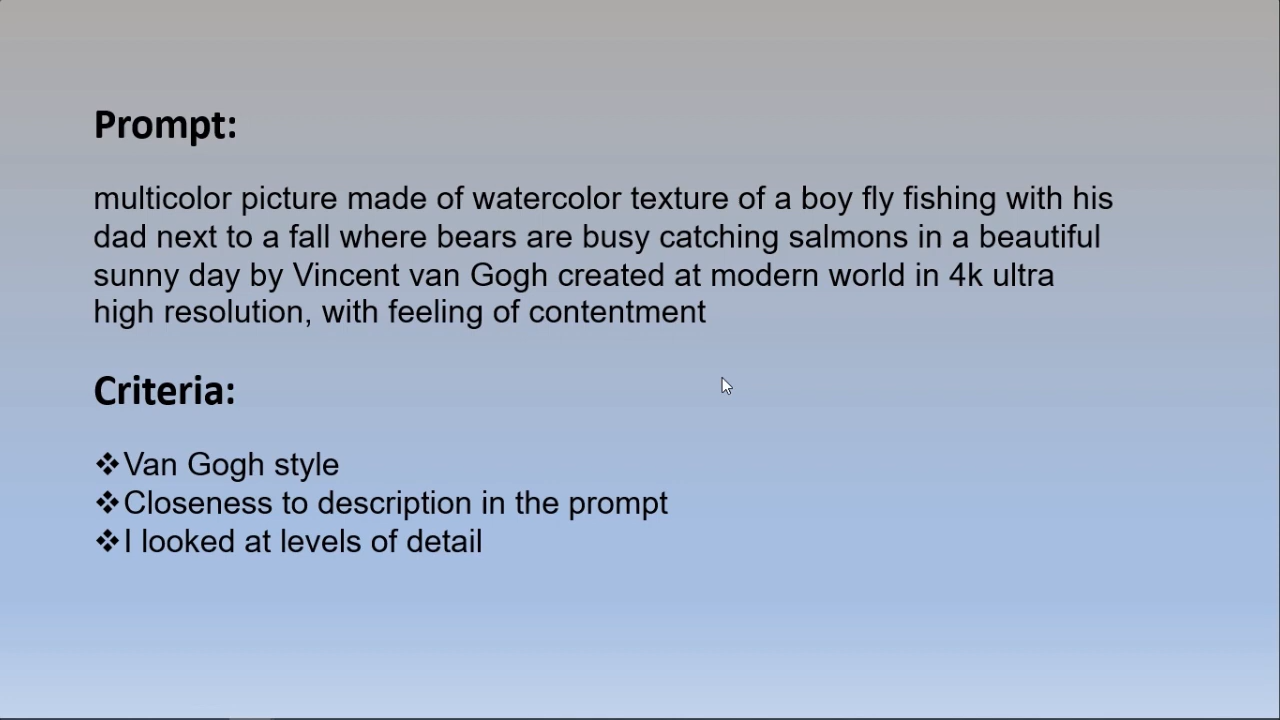 Prompt:
multicolor picture made of watercolor texture of a boy fly fishing with his
dad next to a fall where bears are busy catching salmons in a beautiful
sunny day by Vincent van Gogh created at modern world in 4k ultra
high resolution, with feeling of contentment
Criteria:
❖Van Gogh style
❖Closeness to description in the prompt
❖I looked at levels of detail